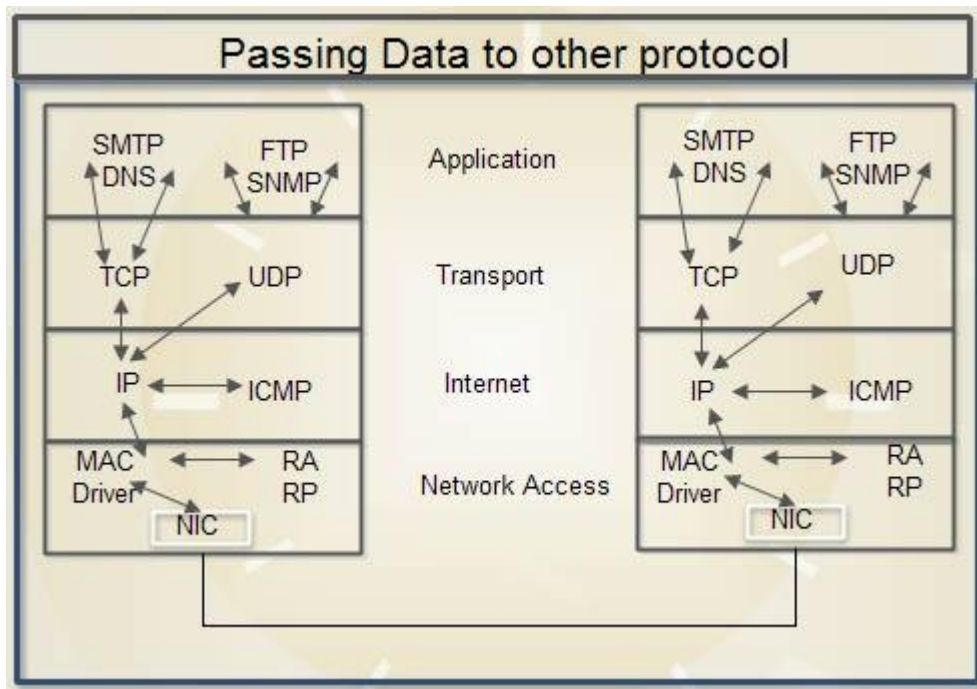 Passing Data to other protocol
SMTP
DNS
FTP
SNMP
Application
SMTP
DNS
FTP
SNMP
TCP
UDP
Transport
TCP
UDP
IP
ICMP
Internet
IP
ICMP
MAC
Driver
RA
RP
NIC
Network Access
MAC
Driver
RA
RP
NIC